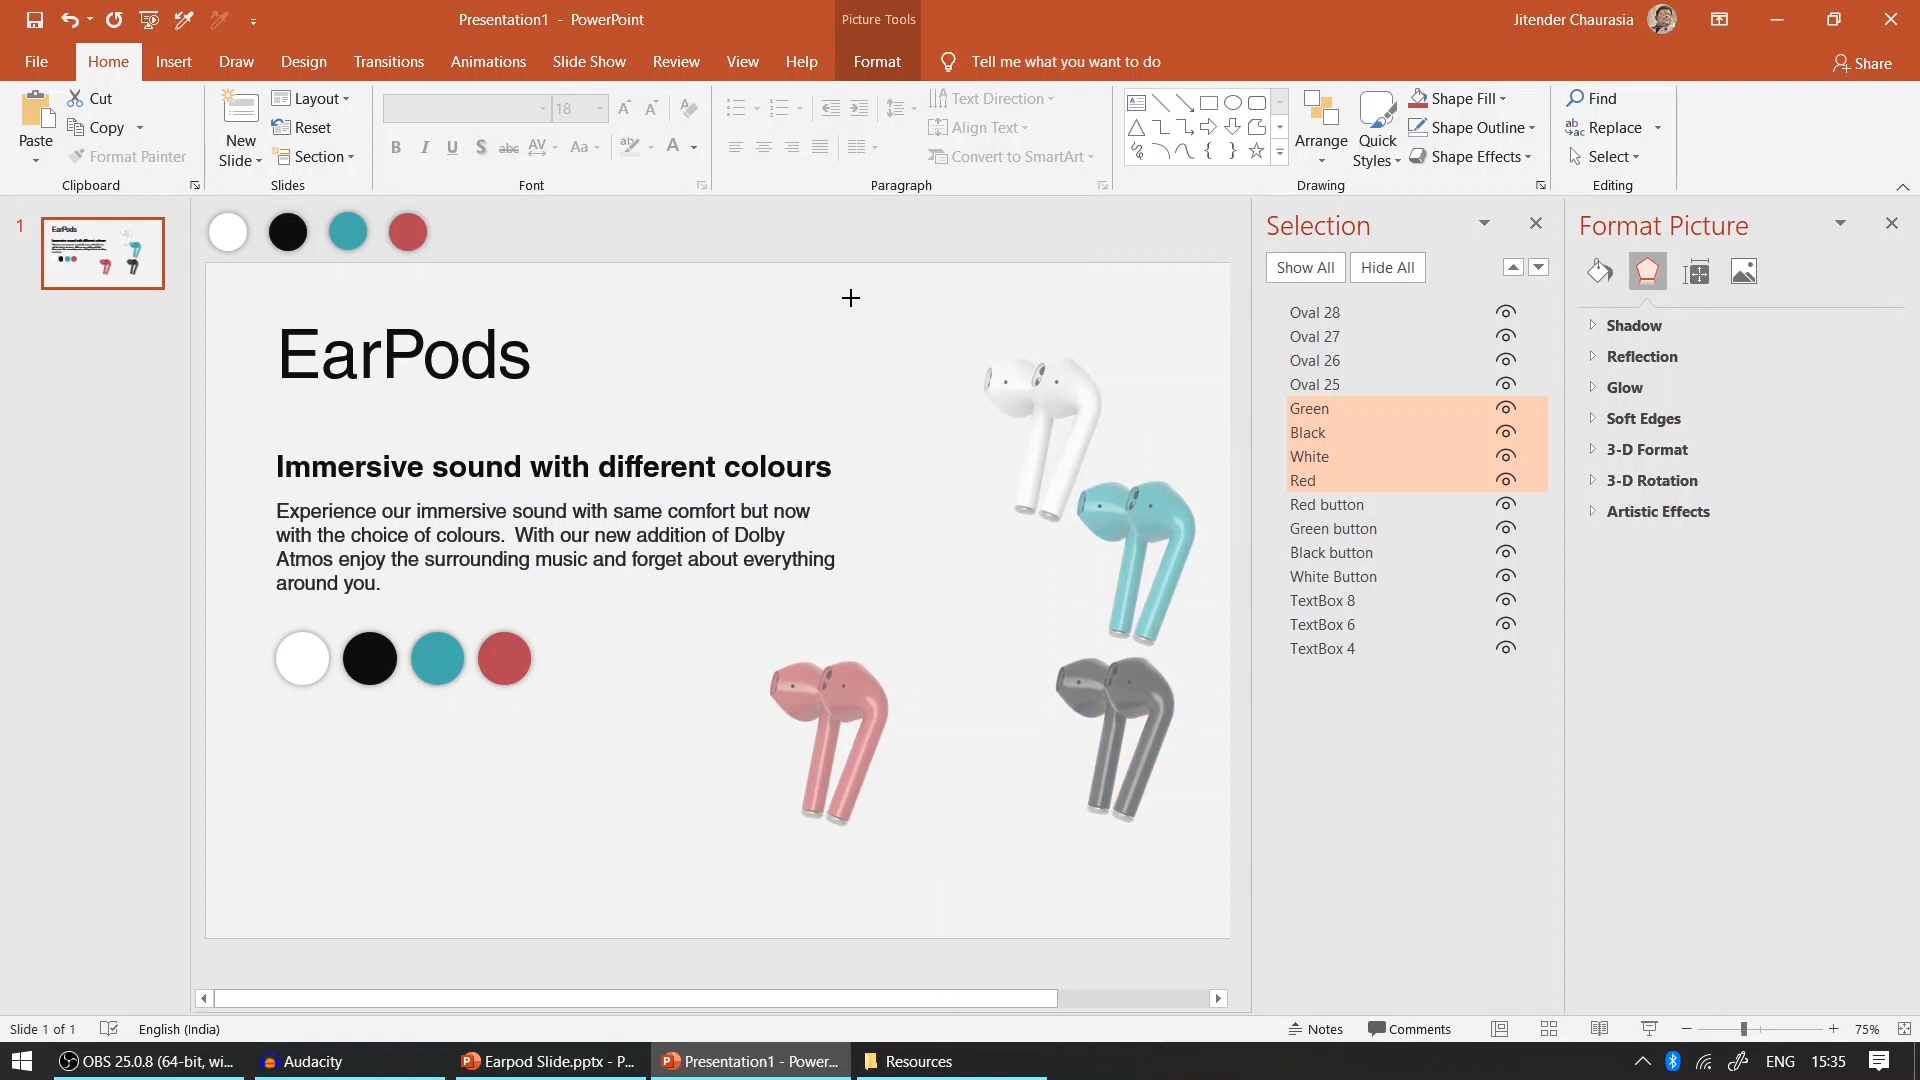 Presentation1 - PowerPoint
Picture Tools
Jitender Chaurasia
File
Home
Insert
Draw
Design
Transitions
Animations
Slide Show
Review
View
Help
Format
Tell me what you want to do
Share
Paste
Cut
Copy
Format Painter
Clipboard
New
Slide
Layout
Reset
Section
Slides
18
B I U S abc AV Aa A
Font
Text Direction
Align Text
Convert to SmartArt
Paragraph
Arrange
Quick
Styles
Shape Fill
Shape Outline
Shape Effects
Drawing
Find
Replace
Select
Editing
1
EarPods
Immersive sound with different colours
Experience our immersive sound with same comfort but now
with the choice of colours. With our new addition of Dolby
Atmos enjoy the surrounding music and forget about everything
around you.
Selection
Show All
Hide All
Oval 28
Oval 27
Oval 26
Oval 25
Green
Black
White
Red
Red button
Green button
Black button
White Button
TextBox 8
TextBox 6
TextBox 4
Format Picture
Shadow
Reflection
Glow
Soft Edges
3-D Format
3-D Rotation
Artistic Effects
Slide 1 of 1
English (India)
Notes
Comments
75%
OBS 25.0.8 (64-bit, wi...
Audacity
Earpod Slide.pptx - P...
Presentation1 - Power...
Resources
ENG
15:35